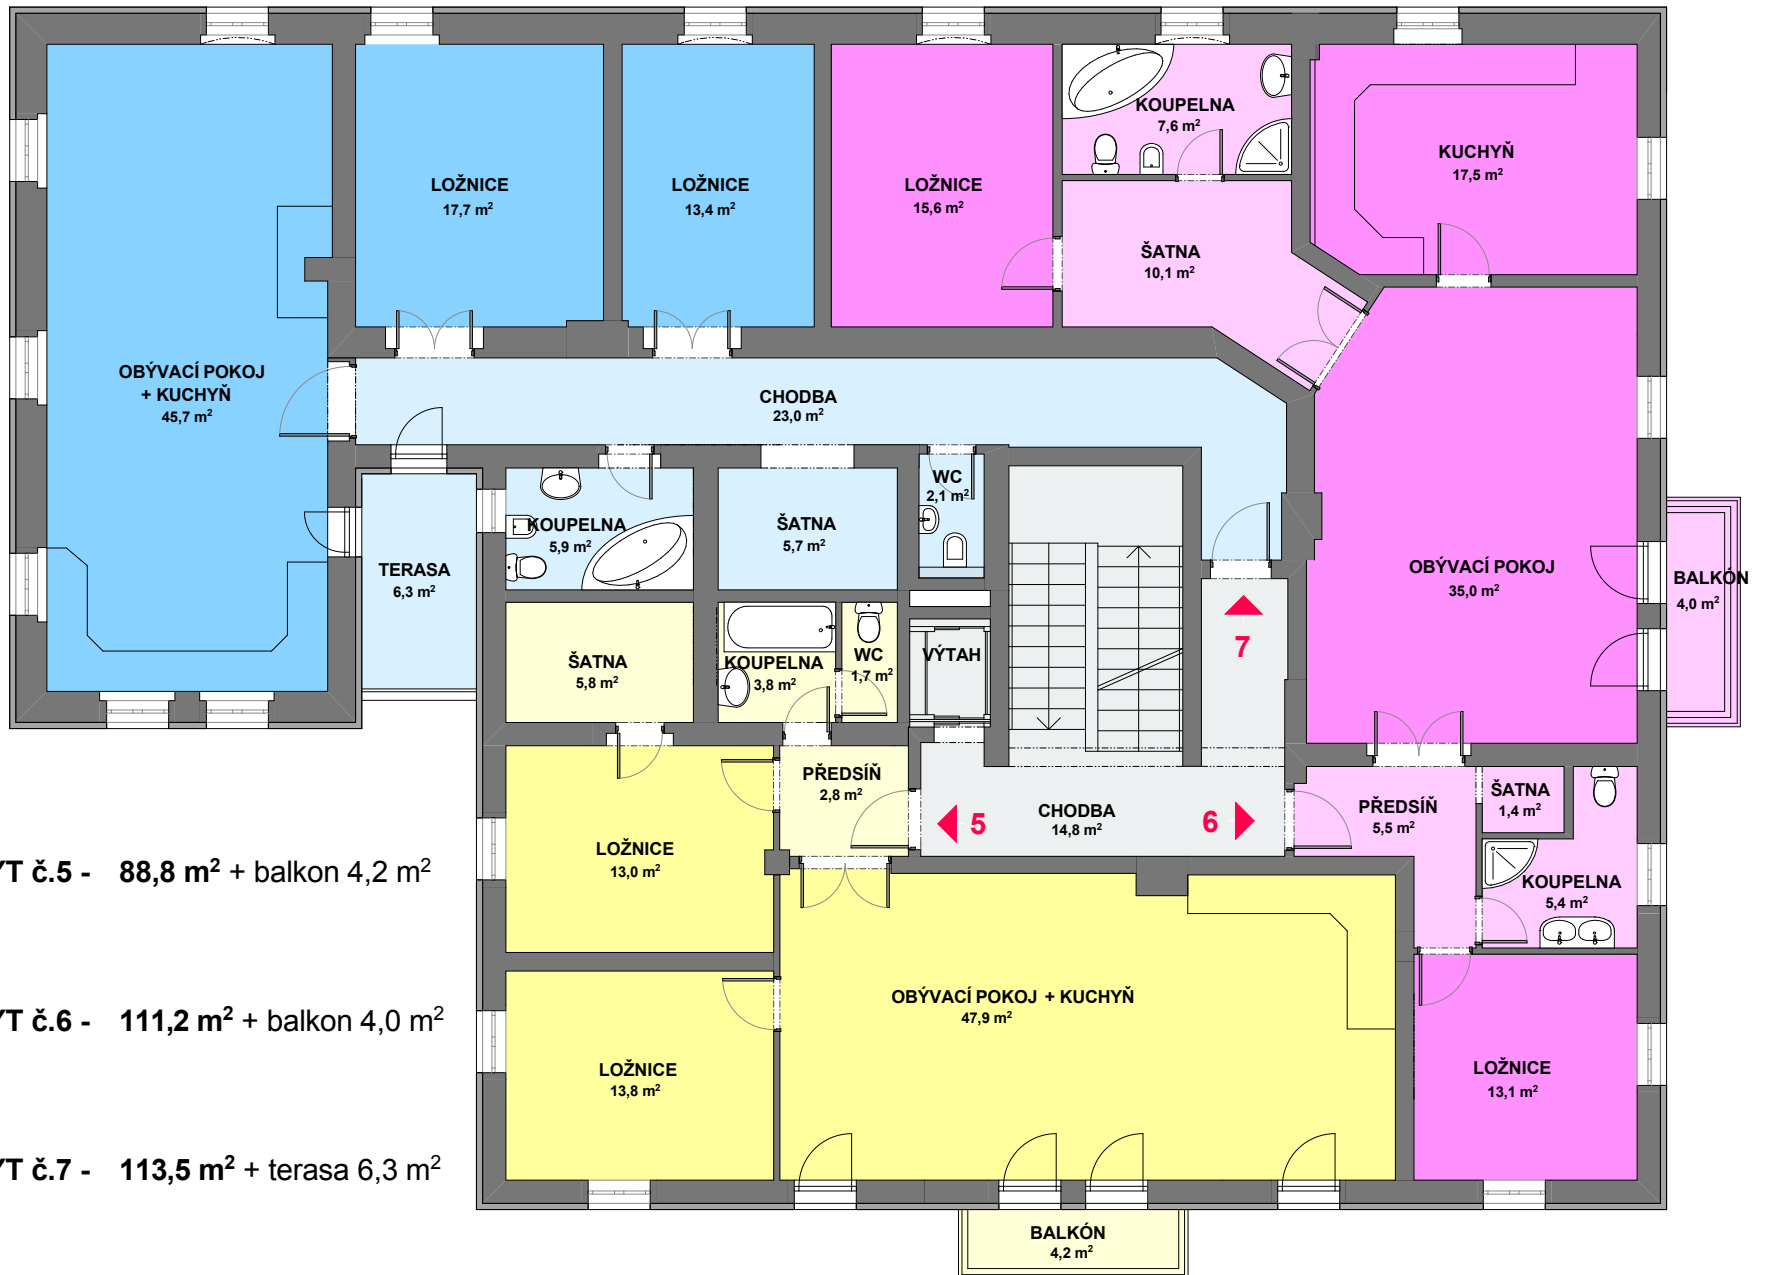 KOUPELNA
7,6 m²
KUCHYŇ
17,5 m²
LOŽNICE
17,7 m²
LOŽNICE
13,4 m²
LOŽNICE
15,6 m²
ŠATNA
10,1 m²
OBÝVACÍ POKOJ
+ KUCHYŇ
45,7 m²
CHODBA
23,0 m²
WC
2,1 m²
KOUPELNA
5,9 m²
ŠATNA
5,7 m²
TERASA
6,3 m²
OBÝVACÍ POKOJ
35,0 m²
BALKÓN
4,0 m²
7
ŠATNA
5,8 m²
KOUPELNA
3,8 m²
WC
1,7 m²
VÝTAH
PŘEDSÍŇ
2,8 m²
5
CHODBA
14,8 m²
6
PŘEDSÍŇ
5,5 m²
ŠATNA
1,4 m²
LOŽNICE
13,0 m²
KOUPELNA
5,4 m²
YT č.5 - 88,8 m² + balkon 4,2 m²
OBÝVACÍ POKOJ + KUCHYŇ
47,9 m²
YT č.6 - 111,2 m² + balkon 4,0 m²
LOŽNICE
13,8 m²
LOŽNICE
13,1 m²
YT č.7 - 113,5 m² + terasa 6,3 m²
BALKÓN
4,2 m²